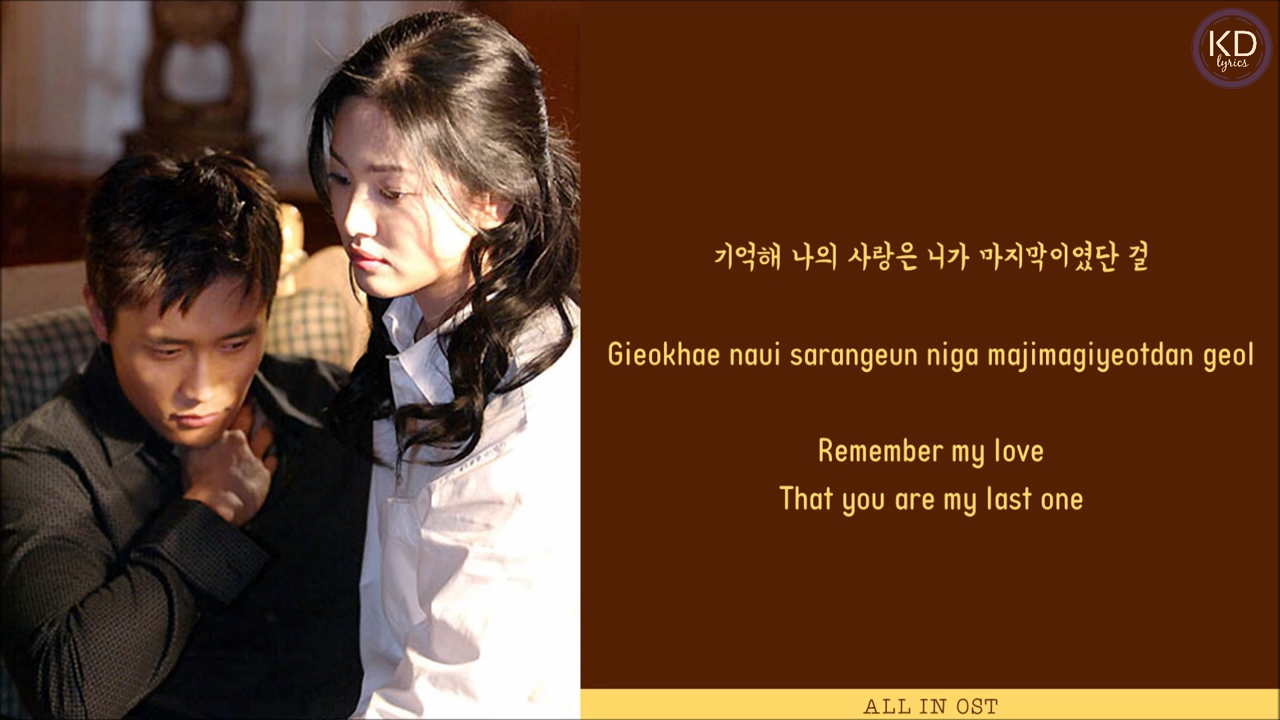 KD
lyrics
기억해 나의 사랑은 니가 마지막이였단 걸
Gieokhae naui sarangeun niga majimagiyeotdan geol
Remember my love
That you are my last one
ALL IN OST